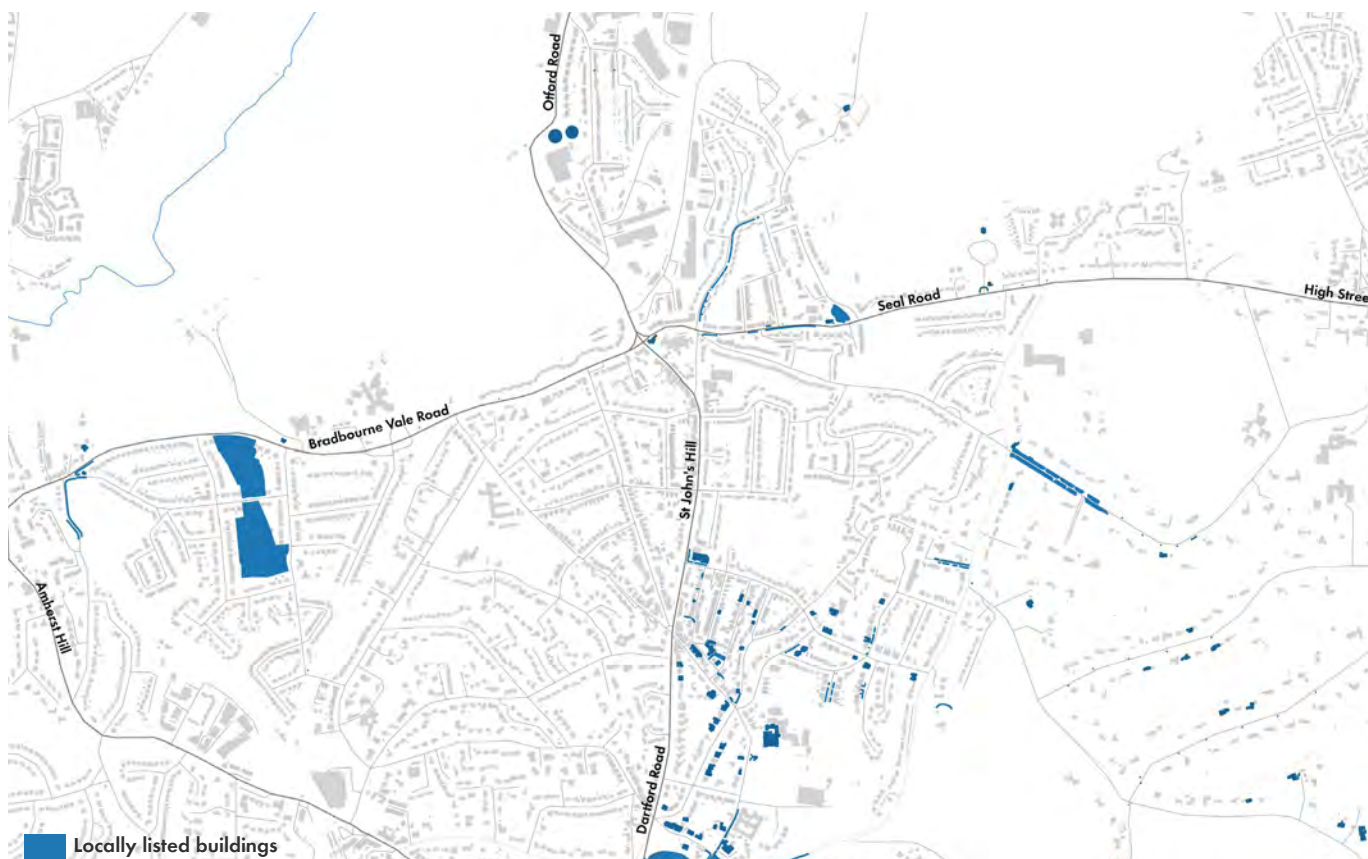 Otford Road
Seal Road
High Stree
Bradbourne Vale Road
St John's Hill
Amherst Hill
Dartford Road
Locally listed buildings